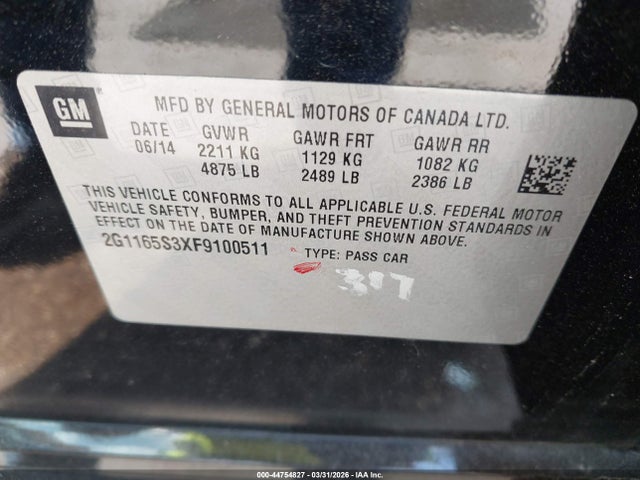 GM
MFD BY GENERAL MOTORS OF CANADA LTD.
DATE GVWR GAWR FRT GAWR RR
06/14 2211 KG 1129 KG 1082 KG
4875 LB 2489 LB 2386 LB
THIS VEHICLE CONFORMS TO ALL APPLICABLE U.S. FEDERAL MOTOR
VEHICLE SAFETY, BUMPER, AND THEFT PREVENTION STANDARDS IN
EFFECT ON THE DATE OF MANUFACTURE SHOWN ABOVE.
2G1165S3XF9100511 TYPE: PASS CAR
000-44754827 - 03/31/2026 - IAA Inc.